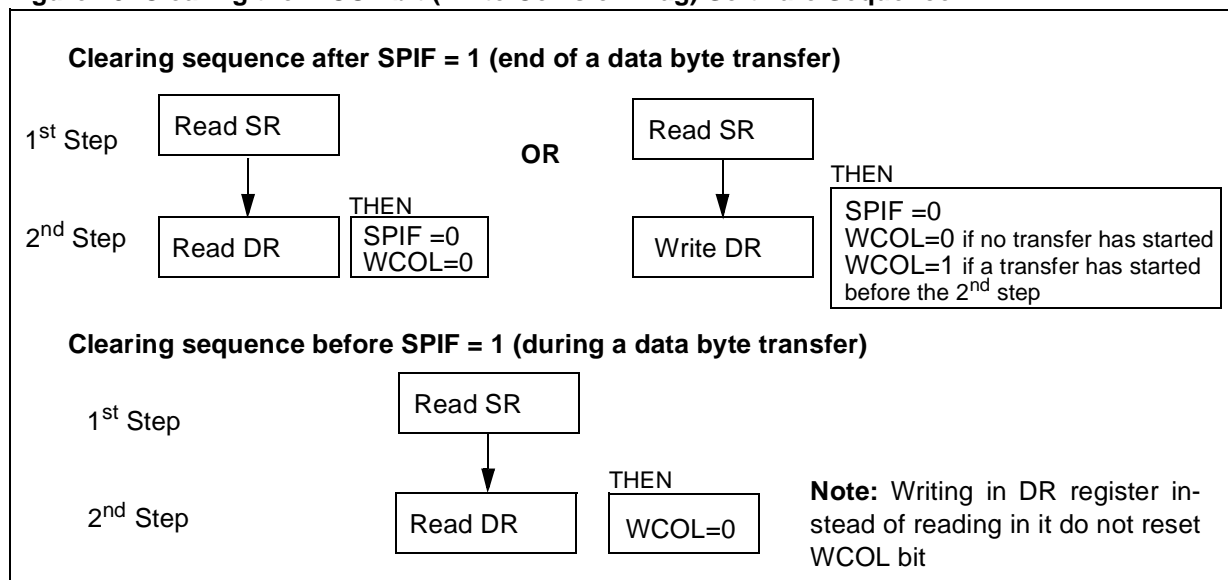 Clearing sequence after SPIF = 1 (end of a data byte transfer)
1st Step
Read SR
OR
Read SR
THEN
2nd Step
Read DR
THEN
SPIF =0
WCOL=0
Write DR
SPIF =0
WCOL=0 if no transfer has started
WCOL=1 if a transfer has started
before the 2nd step
Clearing sequence before SPIF = 1 (during a data byte transfer)
1st Step
Read SR
2nd Step
Read DR
THEN
WCOL=0
Note: Writing in DR register in-
stead of reading in it do not reset
WCOL bit